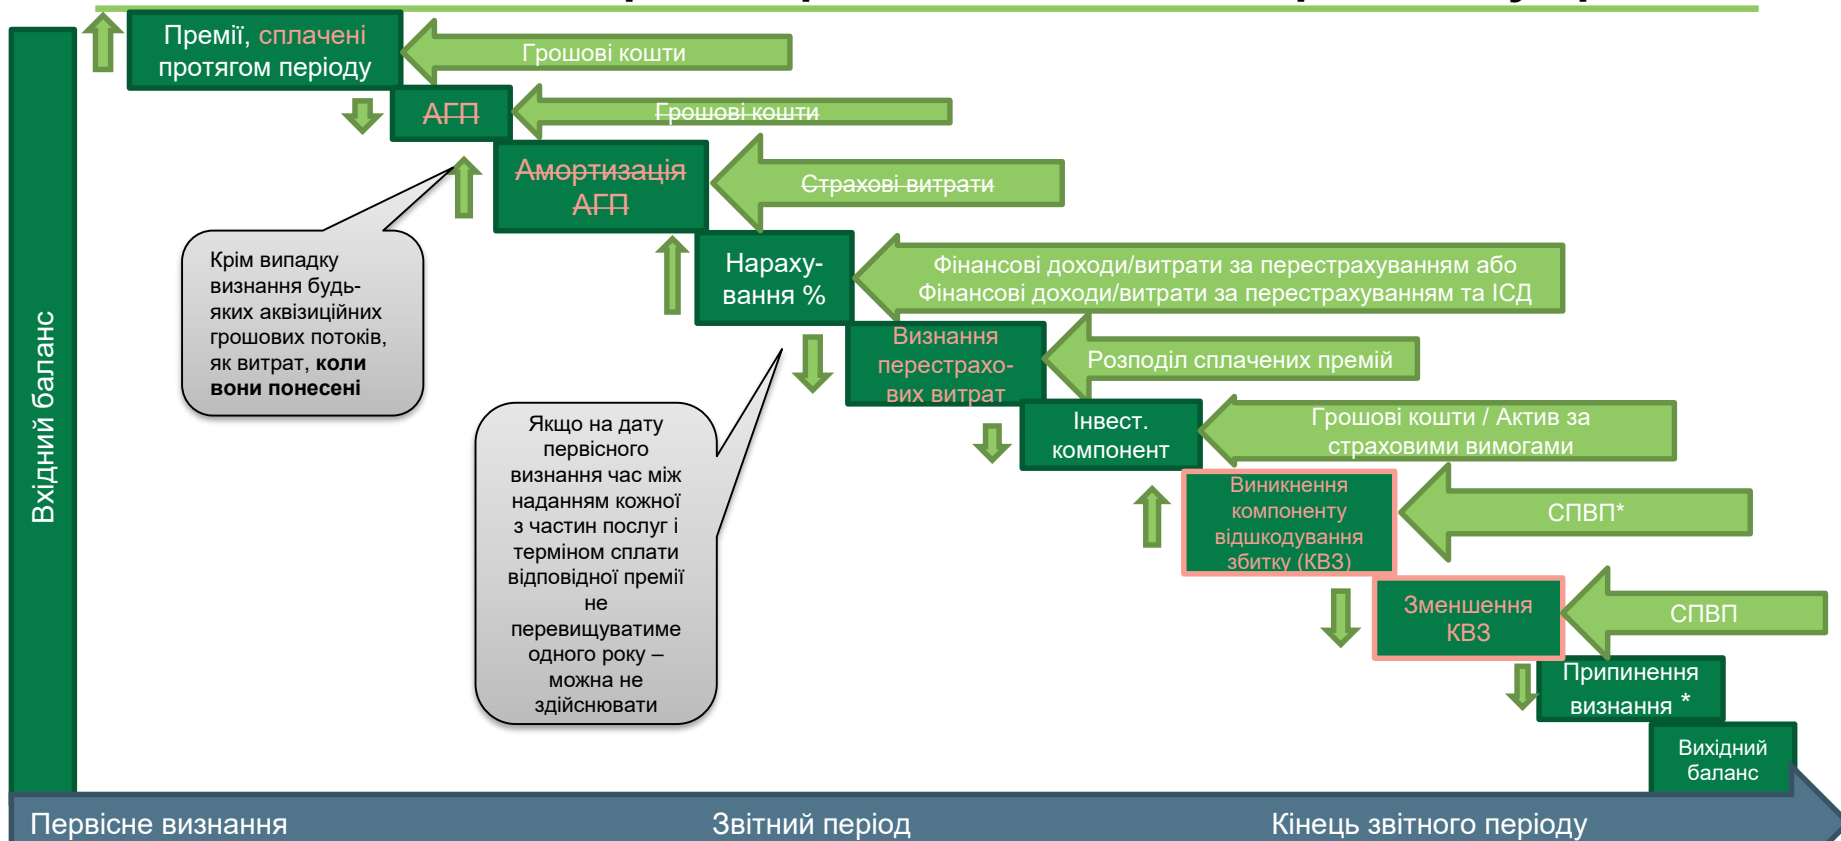 Вхідний баланс
Премії, сплачені
протягом періоду
Грошові кошти
АГП
Грошові кошти
Амортизація
АГП
Страхові витрати
Крім випадку
визнання будь-
яких аквізиційних
грошових потоків,
як витрат, коли
вони понесені
Нараху-
вання %
Фінансові доходи/витрати за перестрахуванням або
Фінансові доходи/витрати за перестрахуванням та ІСД
Визнання
перестрахо-
вих витрат
Розподіл сплачених премій
Якщо на дату
первісного
визнання час між
наданням кожної
з частин послуг і
терміном сплати
відповідної премії
не
перевищуватиме
одного року –
можна не
здійснювати
Інвест.
компонент
Грошові кошти / Актив за
страховими вимогами
Виникнення
компоненту
відшкодування
збитку (КВЗ)
СПВП*
Зменшення
КВЗ
СПВП
Припинення
визнання *
Вихідний
баланс
Первісне визнання
Звітний період
Кінець звітного періоду